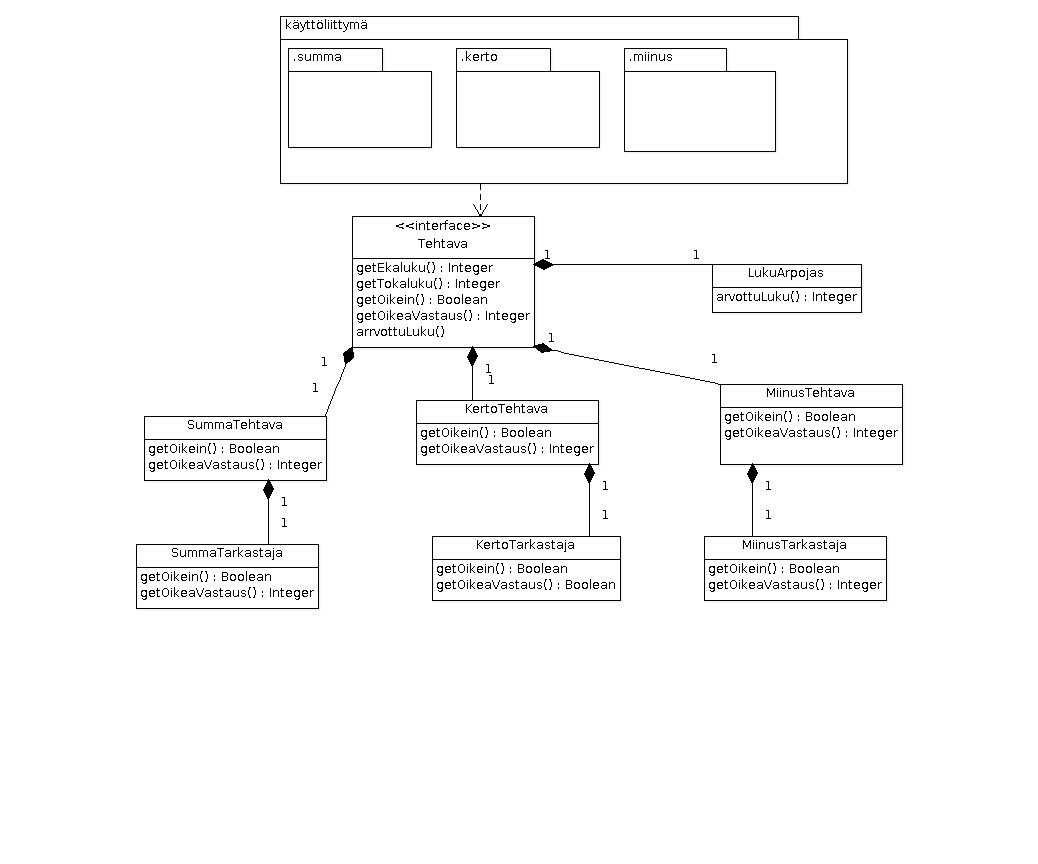 käyttöliittymä
.summa
.kerto
.miinus
<<interface>>
Tehtava
getEkaluku() : Integer
getTokaluku() : Integer
getOikein() : Boolean
getOikeaVastaus() : Integer
arrvottuLuku()
1
1
LukuArpojas
arvottuLuku() : Integer
1
1
1
1
1
1
SummaTehtava
getOikein() : Boolean
getOikeaVastaus() : Integer
KertoTehtava
getOikein() : Boolean
getOikeaVastaus() : Integer
MiinusTehtava
getOikein() : Boolean
getOikeaVastaus() : Integer
1
1
1
1
1
1
SummaTarkastaja
getOikein() : Boolean
getOikeaVastaus() : Integer
KertoTarkastaja
getOikein() : Boolean
getOikeaVastaus() : Boolean
MiinusTarkastaja
getOikein() : Boolean
getOikeaVastaus() : Integer